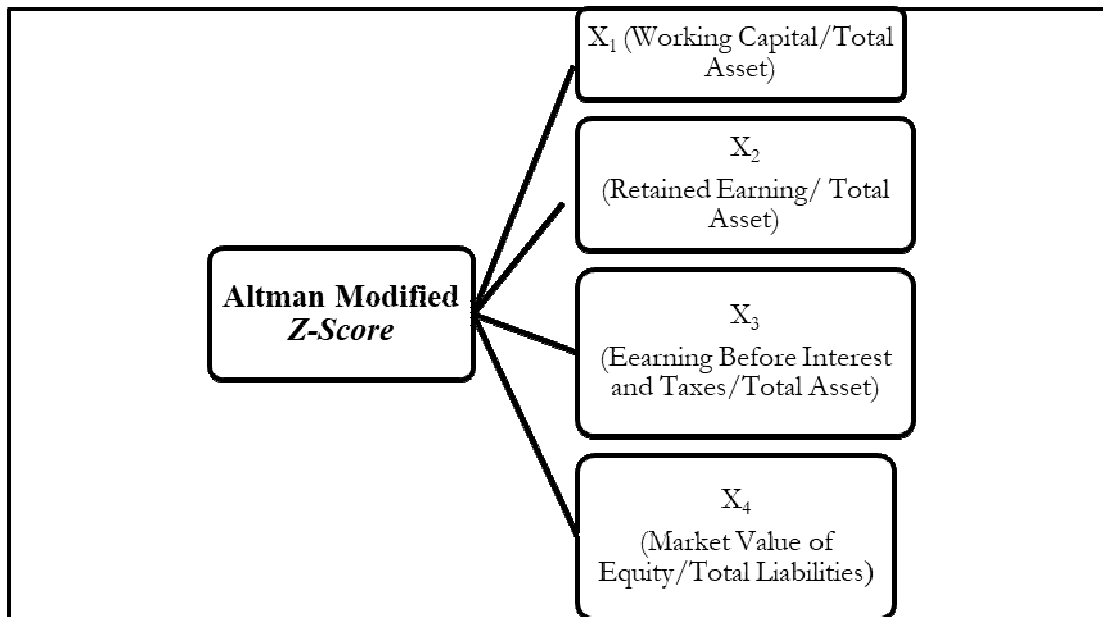 X₁ (Working Capital/Total
Asset)
X₂
(Retained Earning/ Total
Asset)
Altman Modified
Z-Score
X₃
(Eearning Before Interest
and Taxes/Total Asset)
X₄
(Market Value of
Equity/Total Liabilities)